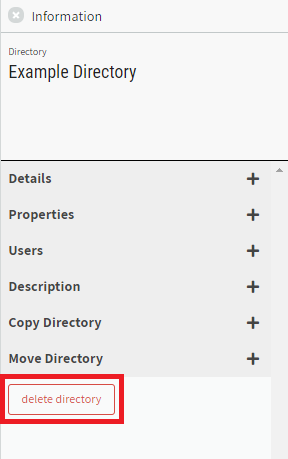 Information
Directory
Example Directory
Details
Properties
Users
Description
Copy Directory
Move Directory
delete directory